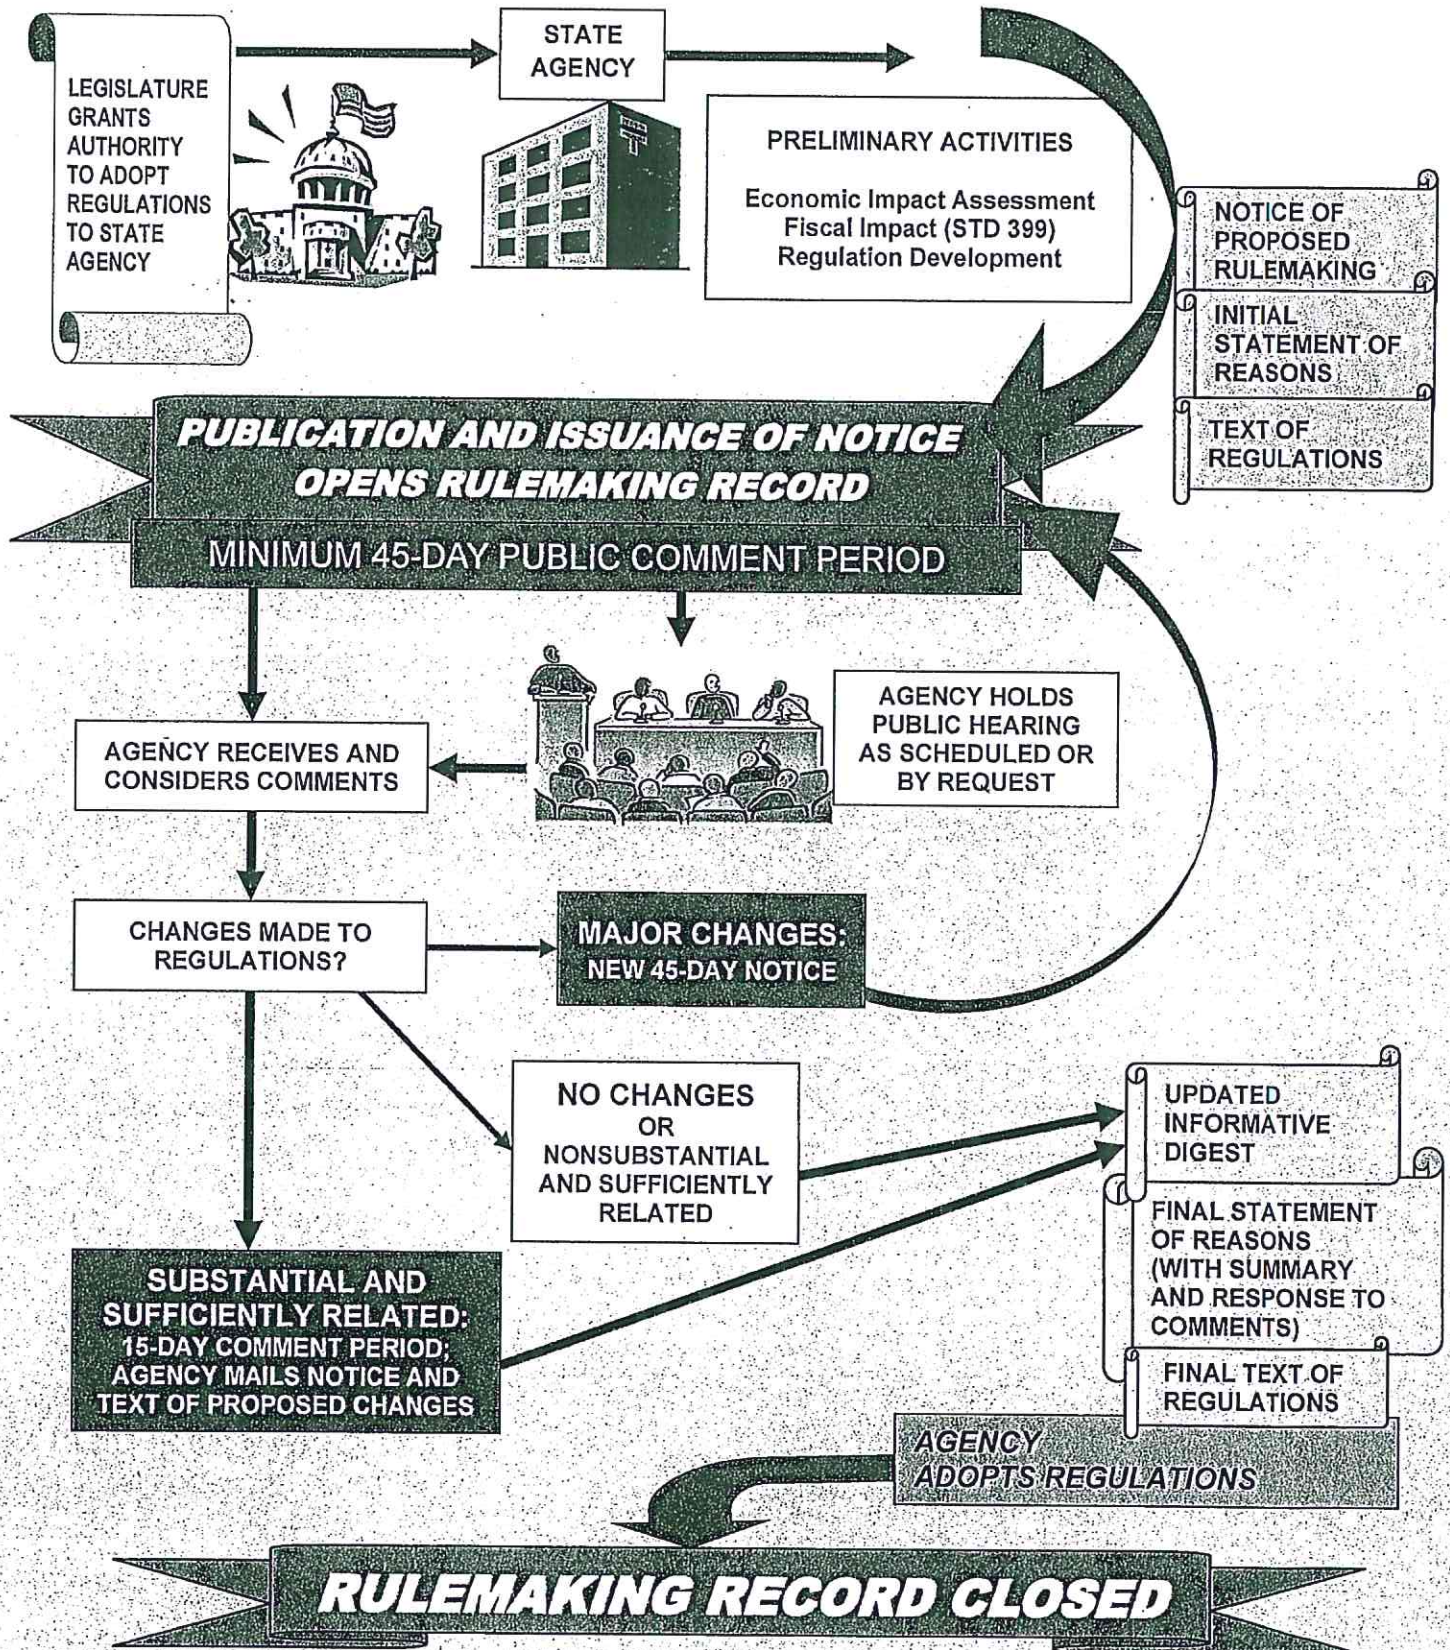 LEGISLATURE
GRANTS
AUTHORITY
TO ADOPT
REGULATIONS
TO STATE
AGENCY
STATE
AGENCY
PRELIMINARY ACTIVITIES
Economic Impact Assessment
Fiscal Impact (STD 399)
Regulation Development
NOTICE OF
PROPOSED
RULEMAKING
INITIAL
STATEMENT OF
REASONS
TEXT OF
REGULATIONS
PUBLICATION AND ISSUANCE OF NOTICE
OPENS RULEMAKING RECORD
MINIMUM 45-DAY PUBLIC COMMENT PERIOD
AGENCY HOLDS
PUBLIC HEARING
AS SCHEDULED OR
BY REQUEST
AGENCY RECEIVES AND
CONSIDERS COMMENTS
CHANGES MADE TO
REGULATIONS?
MAJOR CHANGES:
NEW 45-DAY NOTICE
NO CHANGES
OR
NONSUBSTANTIAL
AND SUFFICIENTLY
RELATED
SUBSTANTIAL AND
SUFFICIENTLY RELATED:
15-DAY COMMENT PERIOD;
AGENCY MAILS NOTICE AND
TEXT OF PROPOSED CHANGES
UPDATED
INFORMATIVE
DIGEST
FINAL STATEMENT
OF REASONS
(WITH SUMMARY
AND RESPONSE TO
COMMENTS)
FINAL TEXT OF
REGULATIONS
AGENCY
ADOPTS REGULATIONS
RULEMAKING RECORD CLOSED